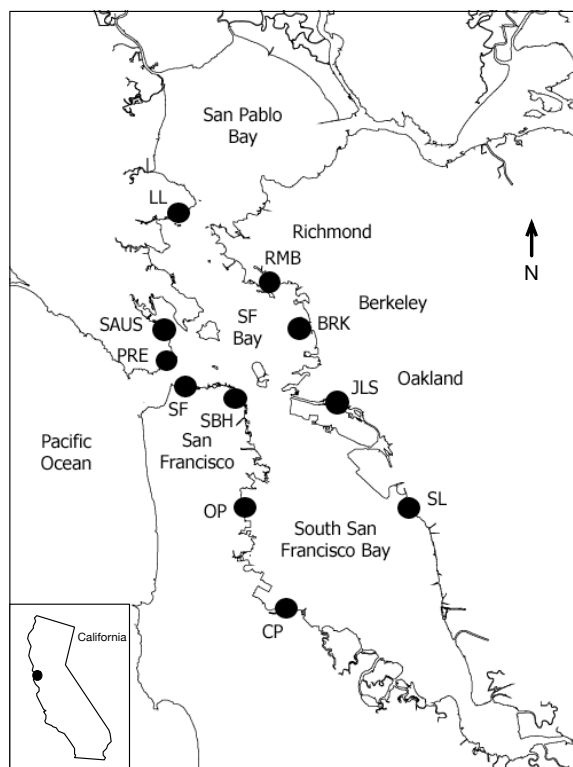 San Pablo
Bay
LL
Richmond
RMB
N
Berkeley
SAUS
SF
Bay
BRK
PRE
JLS
Oakland
SF
SBH
San
Francisco
Pacific
Ocean
OP
SL
South San
Francisco Bay
CP
California